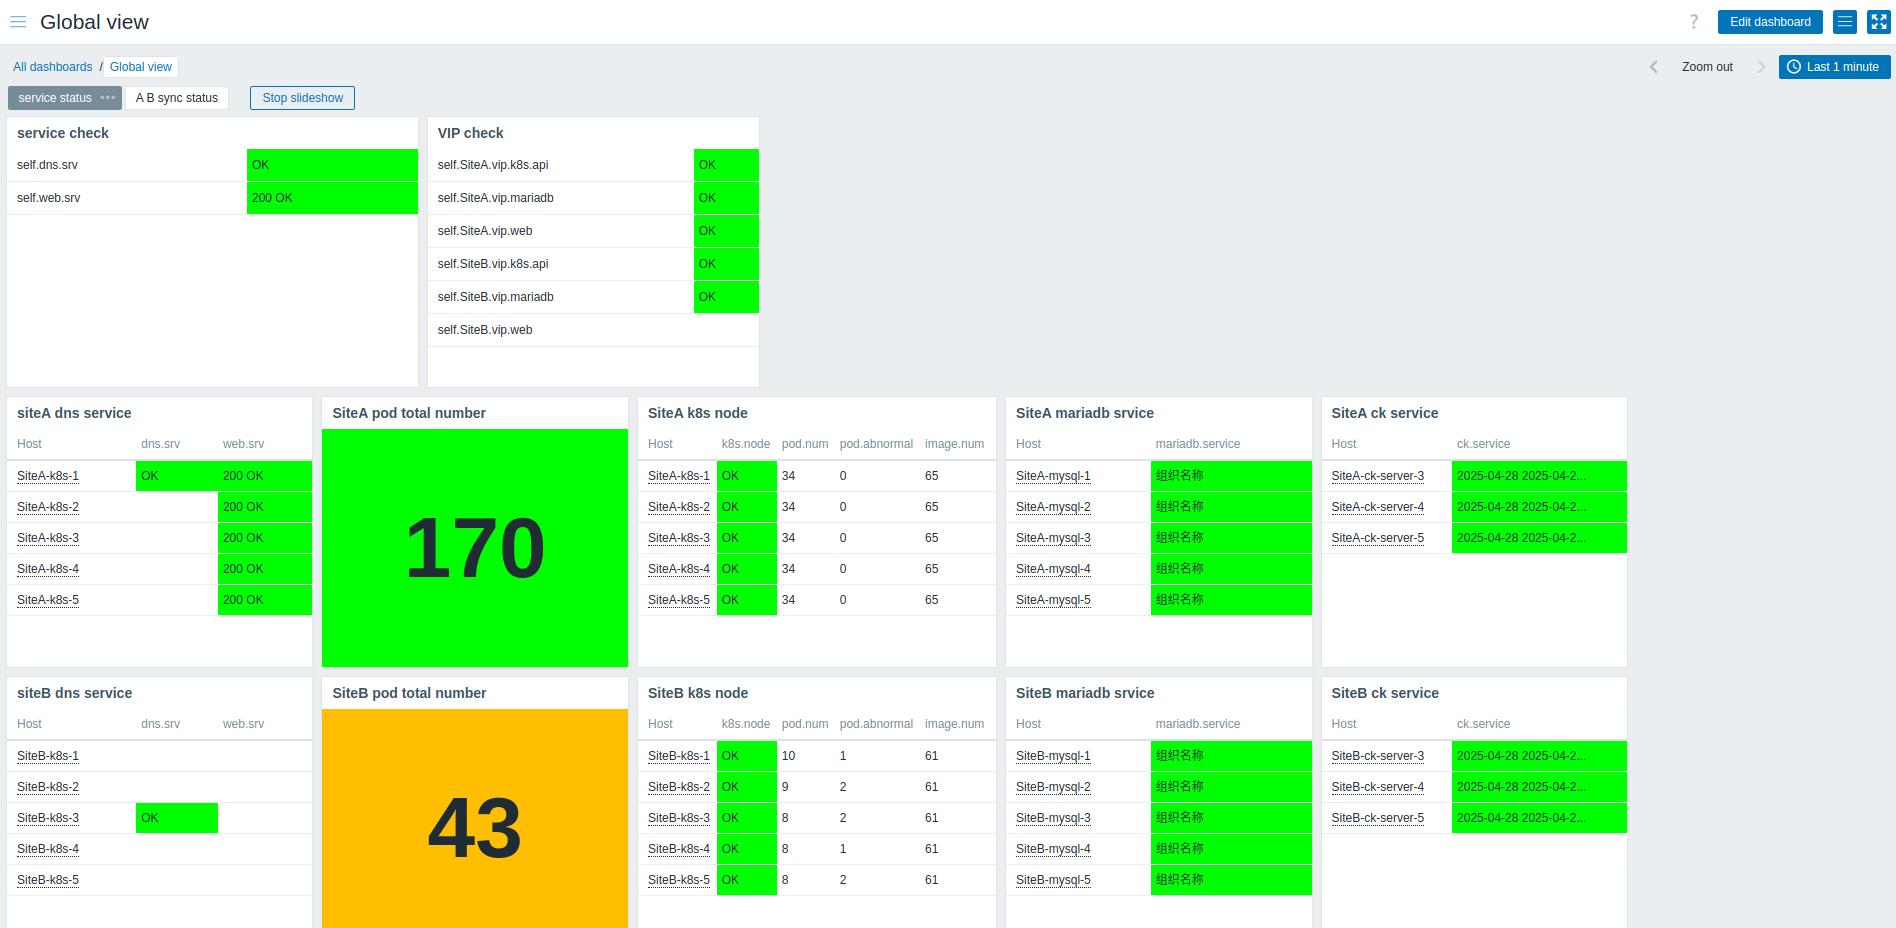 Global view
? Edit dashboard
All dashboards / Global view
Zoom out Last 1 minute
service status ••• A B sync status Stop slideshow
service check
self.dns.srv OK
self.web.srv 200 OK
VIP check
self.SiteA.vip.k8s.api OK
self.SiteA.vip.mariadb OK
self.SiteA.vip.web OK
self.SiteB.vip.k8s.api OK
self.SiteB.vip.mariadb OK
self.SiteB.vip.web
siteA dns service
Host dns.srv web.srv
SiteA-k8s-1 OK 200 OK
SiteA-k8s-2 200 OK
SiteA-k8s-3 200 OK
SiteA-k8s-4 200 OK
SiteA-k8s-5 200 OK
SiteA pod total number
170
SiteA k8s node
Host k8s.node pod.num pod.abnormal image.num
SiteA-k8s-1 OK 34 0 65
SiteA-k8s-2 OK 34 0 65
SiteA-k8s-3 OK 34 0 65
SiteA-k8s-4 OK 34 0 65
SiteA-k8s-5 OK 34 0 65
SiteA mariadb srvice
Host mariadb.service
SiteA-mysql-1 组织名称
SiteA-mysql-2 组织名称
SiteA-mysql-3 组织名称
SiteA-mysql-4 组织名称
SiteA-mysql-5 组织名称
SiteA ck service
Host ck.service
SiteA-ck-server-3 2025-04-28 2025-04-2...
SiteA-ck-server-4 2025-04-28 2025-04-2...
SiteA-ck-server-5 2025-04-28 2025-04-2...
siteB dns service
Host dns.srv web.srv
SiteB-k8s-1
SiteB-k8s-2
SiteB-k8s-3 OK
SiteB-k8s-4
SiteB-k8s-5
SiteB pod total number
43
SiteB k8s node
Host k8s.node pod.num pod.abnormal image.num
SiteB-k8s-1 OK 10 1 61
SiteB-k8s-2 OK 9 2 61
SiteB-k8s-3 OK 8 2 61
SiteB-k8s-4 OK 8 1 61
SiteB-k8s-5 OK 8 2 61
SiteB mariadb srvice
Host mariadb.service
SiteB-mysql-1 组织名称
SiteB-mysql-2 组织名称
SiteB-mysql-3 组织名称
SiteB-mysql-4 组织名称
SiteB-mysql-5 组织名称
SiteB ck service
Host ck.service
SiteB-ck-server-3 2025-04-28 2025-04-2...
SiteB-ck-server-4 2025-04-28 2025-04-2...
SiteB-ck-server-5 2025-04-28 2025-04-2...